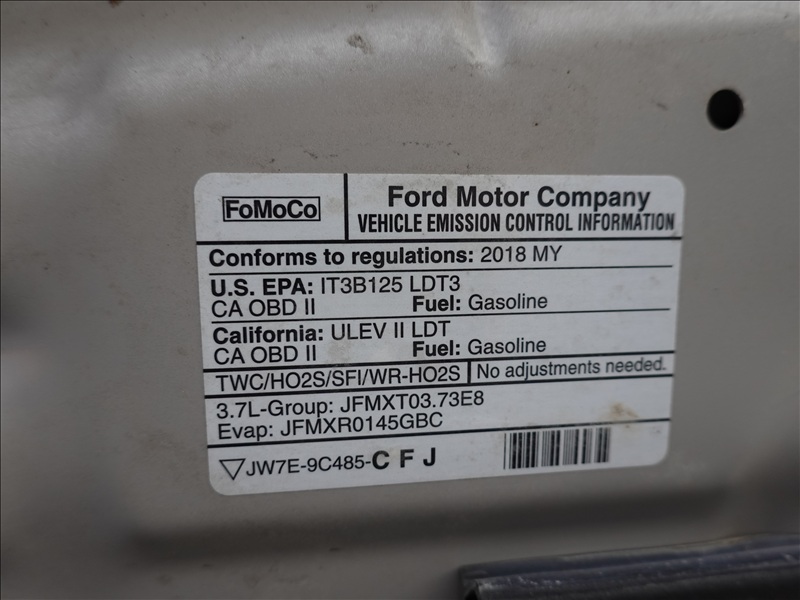 FoMoCo
Ford Motor Company
VEHICLE EMISSION CONTROL INFORMATION
Conforms to regulations: 2018 MY
U.S. EPA: IT3B125 LDT3
CA OBD II Fuel: Gasoline
California: ULEV II LDT
CA OBD II Fuel: Gasoline
TWC/HO2S/SFI/WR-HO2S No adjustments needed.
3.7L-Group: JFMXT03.73E8
Evap: JFMXR0145GBC
JW7E-9C485-C F J